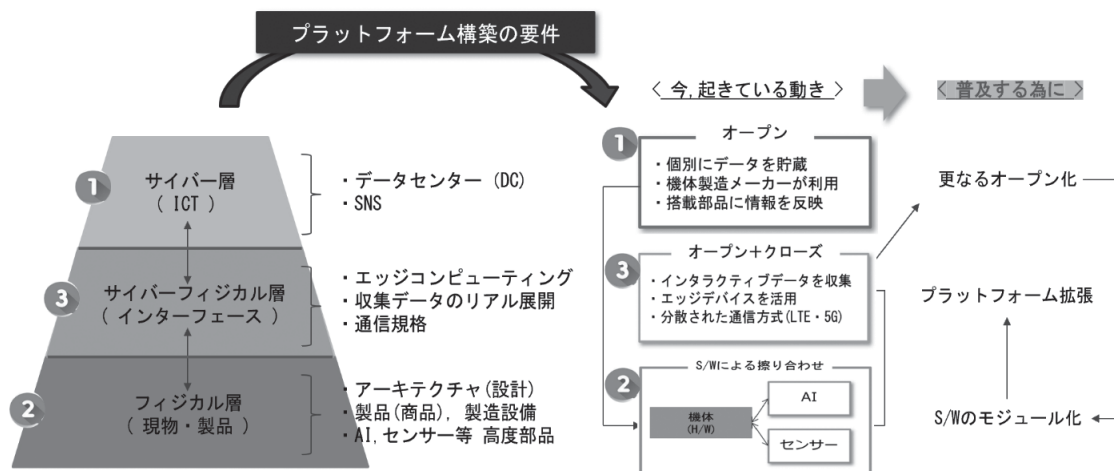 プラットフォーム構築の要件
1
サイバー層
( ICT )
・データセンター (DC)
・SNS
3
サイバーフィジカル層
( インターフェース )
・エッジコンピューティング
・収集データのリアル展開
・通信規格
2
フィジカル層
( 現物・製品 )
・アーキテクチャ(設計)
・製品(商品), 製造設備
・AI,センサー等 高度部品
< 今,起きている動き >
< 普及する為に >
1
オープン
・個別にデータを貯蔵
・機体製造メーカーが利用
・搭載部品に情報を反映
3
オープン+クローズ
・インタラクティブデータを収集
・エッジデバイスを活用
・分散された通信方式(LTE・5G)
2
S/Wによる擦り合わせ
機体
(H/W)
AI
センサー
更なるオープン化
プラットフォーム拡張
S/Wのモジュール化